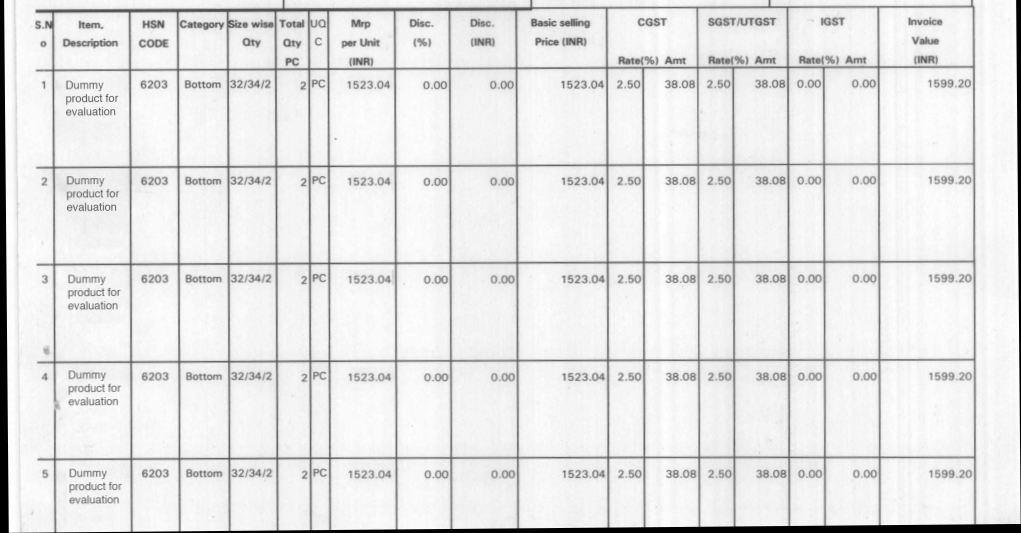 S.N Item, HSN Category Size wise Total UQ Mrp Disc. Disc. Basic selling CGST SGST/UTGST IGST Invoice
o Description CODE Qty Qty C per Unit (%) (INR) Price (INR) Value
PC (INR) Rate(%) Amt Rate(%) Amt Rate(%) Amt (INR)
1 Dummy 6203 Bottom 32/34/2 2 PC 1523.04 0.00 0.00 1523.04 2.50 38.08 2.50 38.08 0.00 0.00 1599.20
product for
evaluation
2 Dummy 6203 Bottom 32/34/2 2 PC 1523.04 0.00 0.00 1523.04 2.50 38.08 2.50 38.08 0.00 0.00 1599.20
product for
evaluation
3 Dummy 6203 Bottom 32/34/2 2 PC 1523.04 0.00 0.00 1523.04 2.50 38.08 2.50 38.08 0.00 0.00 1599.20
product for
evaluation
4 Dummy 6203 Bottom 32/34/2 2 PC 1523.04 0.00 0.00 1523.04 2.50 38.08 2.50 38.08 0.00 0.00 1599.20
product for
evaluation
5 Dummy 6203 Bottom 32/34/2 2 PC 1523.04 0.00 0.00 1523.04 2.50 38.08 2.50 38.08 0.00 0.00 1599.20
product for
evaluation